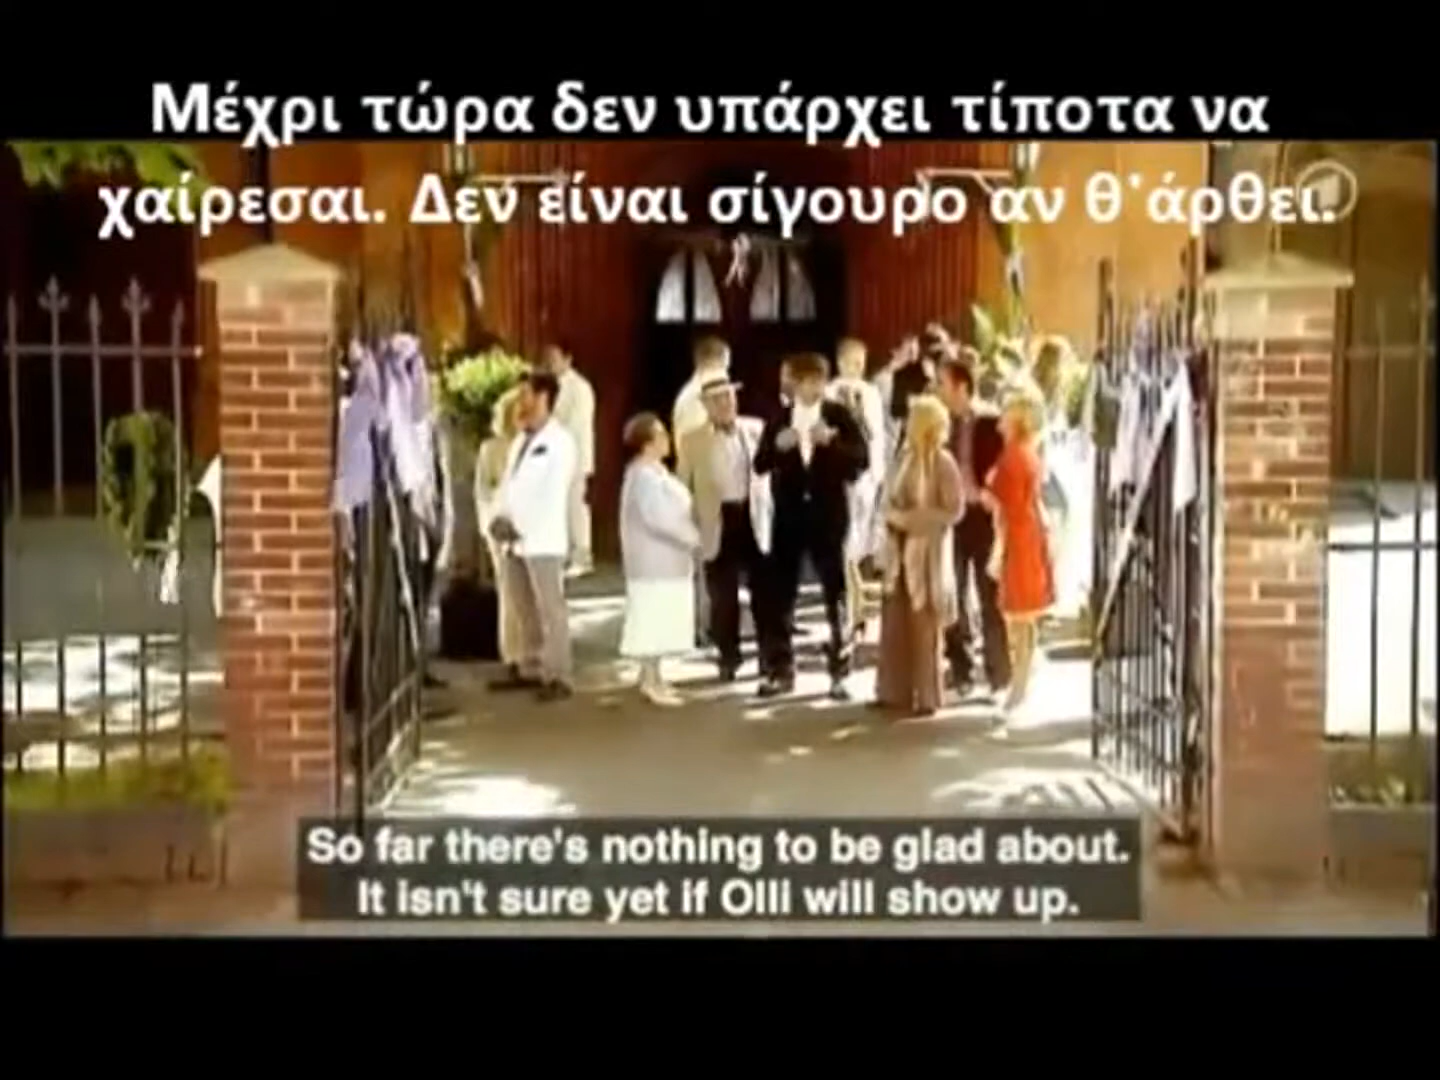 Μέχρι τώρα δεν υπάρχει τίποτα να
χαίρεσαι. Δεν είναι σίγουρο αν θ΄άρθει.
So far there's nothing to be glad about.
It isn't sure yet if Olli will show up.